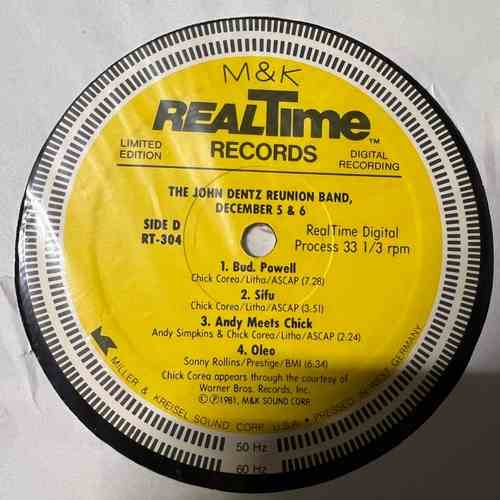 M&K
REALTime™
RECORDS
LIMITED
EDITION
DIGITAL
RECORDING
THE JOHN DENTZ REUNION BAND,
DECEMBER 5 & 6
SIDE D
RT-304
RealTime Digital
Process 33 1/3 rpm
1. Bud. Powell
Chick Corea/Litha/ASCAP (7:28)
2. Sifu
Chick Corea/Litha/ASCAP (3:51)
3. Andy Meets Chick
Andy Simpkins & Chick Corea/Litha/ASCAP (2:24)
4. Oleo
Sonny Rollins/Prestige/BMI (6:34)
Chick Corea appears through the courtesy of
Warner Bros. Records, Inc.
©℗1981, M&K SOUND CORP.
MILLER & KREISEL SOUND CORP. U.S.A. • PRESSED GERMANY
50 Hz
60 Hz